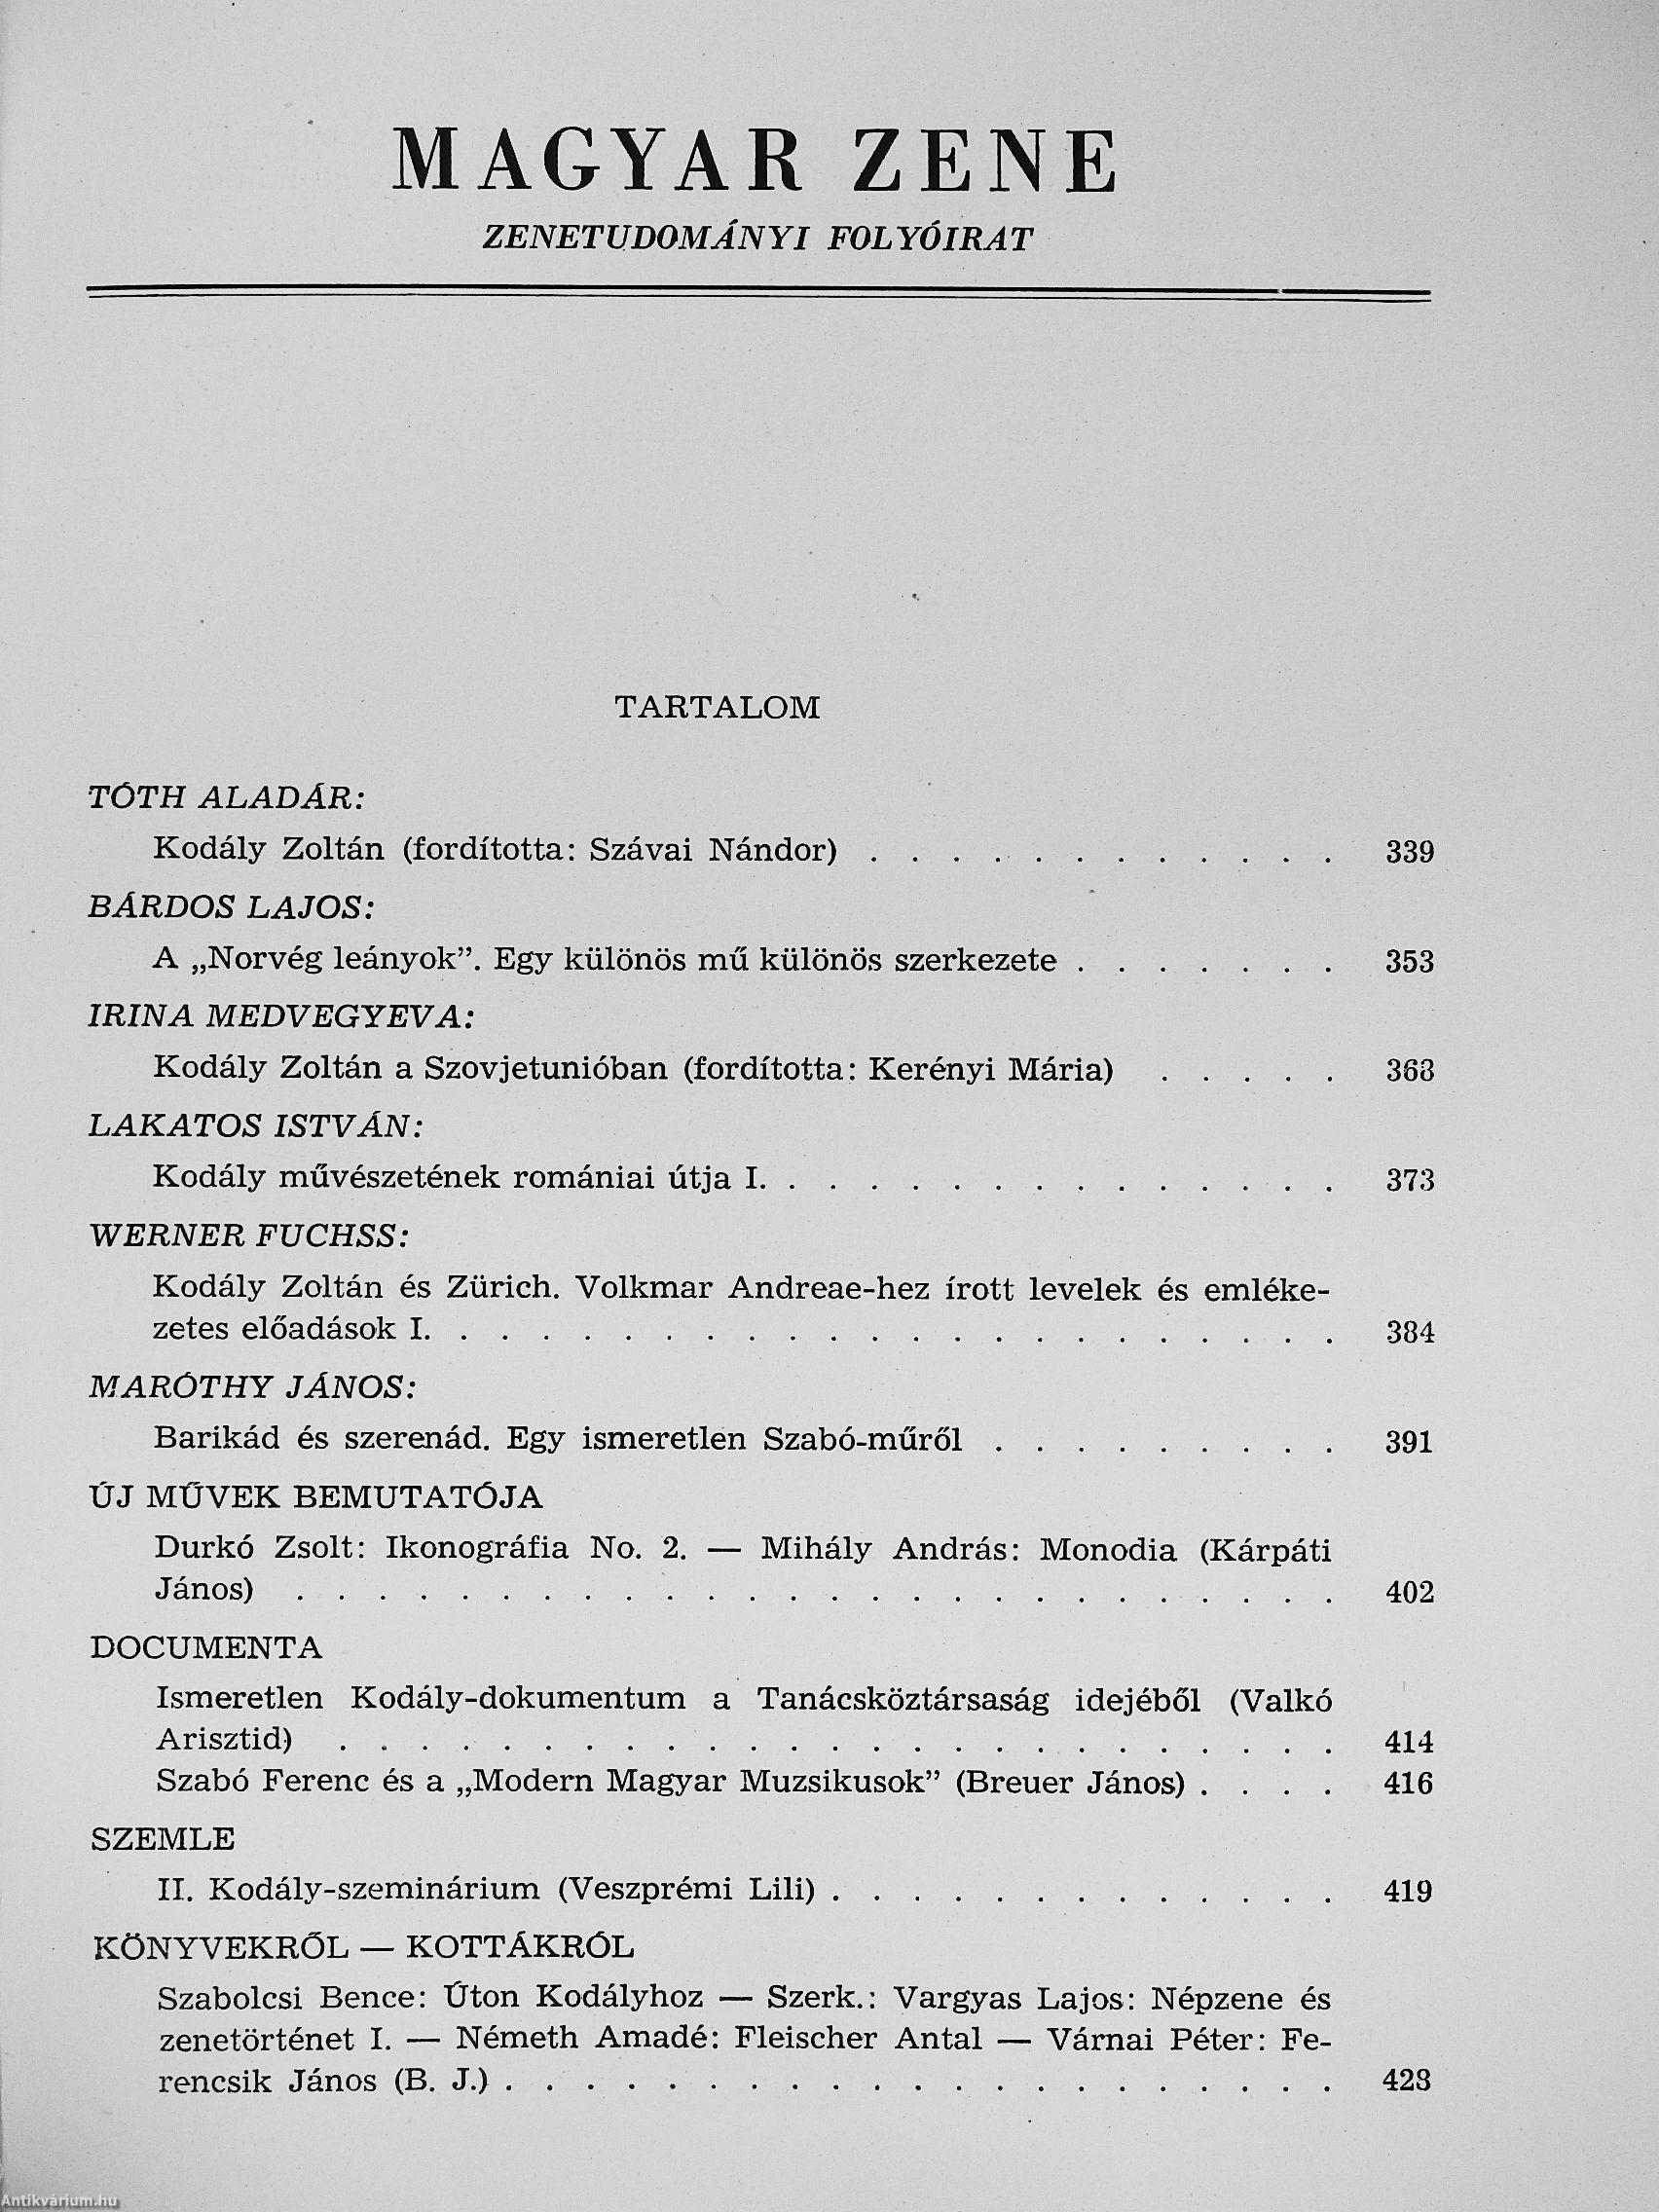 MAGYAR ZENE
ZENETUDOMÁNYI FOLYÓIRAT
TARTALOM
TÓTH ALADÁR:
Kodály Zoltán (fordította: Szávai Nándor) . . . . . . . . . . . . 339
BÁRDOS LAJOS:
A „Norvég leányok”. Egy különös mű különös szerkezete . . . . . . . 353
IRINA MEDVEGYEVA:
Kodály Zoltán a Szovjetunióban (fordította: Kerényi Mária) . . . . . 363
LAKATOS ISTVÁN:
Kodály művészetének romániai útja I. . . . . . . . . . . . . . . 373
WERNER FUCHSS:
Kodály Zoltán és Zürich. Volkmar Andreae-hez írott levelek és emléke-
zetes előadások I. . . . . . . . . . . . . . . . . . . . . . . 384
MARÓTHY JÁNOS:
Barikád és szerenád. Egy ismeretlen Szabó-műről . . . . . . . . . 391
ÚJ MŰVEK BEMUTATÓJA
Durkó Zsolt: Ikonográfia No. 2. — Mihály András: Monodia (Kárpáti
János) . . . . . . . . . . . . . . . . . . . . . . . . . . 402
DOCUMENTA
Ismeretlen Kodály-dokumentum a Tanácsköztársaság idejéből (Valkó
Arisztid) . . . . . . . . . . . . . . . . . . . . . . . . . 414
Szabó Ferenc és a „Modern Magyar Muzsikusok” (Breuer János) . . . . 416
SZEMLE
II. Kodály-szeminárium (Veszprémi Lili) . . . . . . . . . . . . . 419
KÖNYVEKRŐL — KOTTÁKRÓL
Szabolcsi Bence: Úton Kodályhoz — Szerk.: Vargyas Lajos: Népzene és
zenetörténet I. — Németh Amadé: Fleischer Antal — Várnai Péter: Fe-
rencsik János (B. J.) . . . . . . . . . . . . . . . . . . . . . 423
Antikvárium.hu